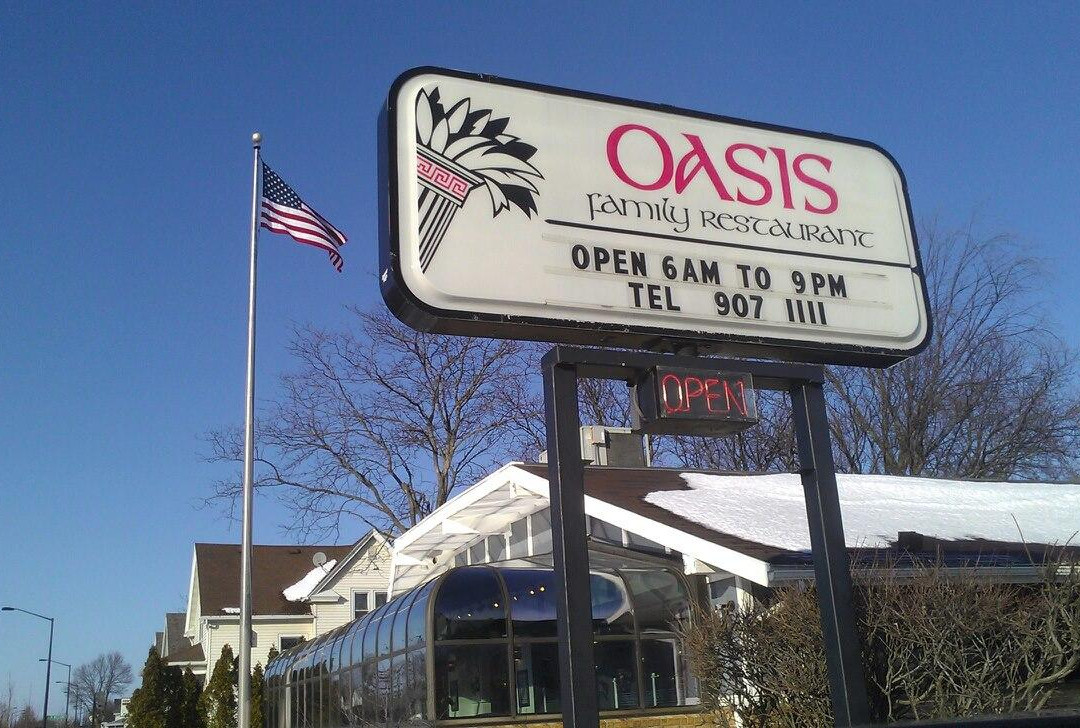 OASIS
Family Restaurant
OPEN 6AM TO 9PM
TEL 907 1111
OPEN